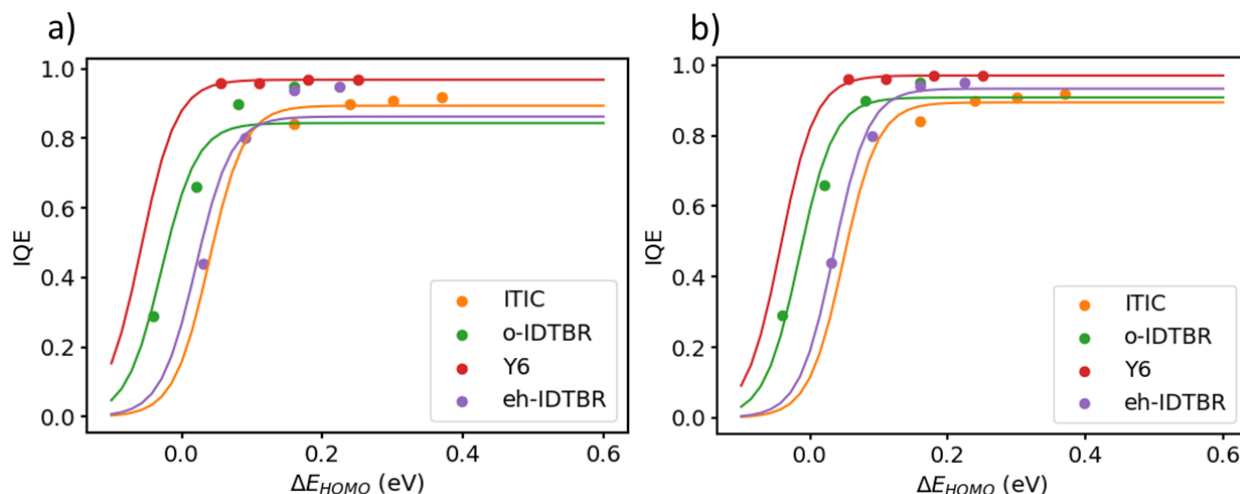 a)
1.0
0.8
0.6
0.4
0.2
0.0
IQE
ITIC
o-IDTBR
Y6
eh-IDTBR
0.0 0.2 0.4 0.6
ΔE_HOMO (eV)
b)
1.0
0.8
0.6
0.4
0.2
0.0
IQE
ITIC
o-IDTBR
Y6
eh-IDTBR
0.0 0.2 0.4 0.6
ΔE_HOMO (eV)